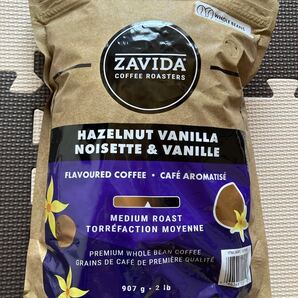 WHOLE BEANS
ZAVIDA
COFFEE ROASTERS
HAZELNUT VANILLA
NOISETTE & VANILLE
FLAVOURED COFFEE • CAFÉ AROMATISÉ
MEDIUM ROAST
TORRÉFACTION MOYENNE
PREMIUM WHOLE BEAN COFFEE
GRAINS DE CAFÉ DE PREMIÈRE QUALITÉ
907 g • 2 lb